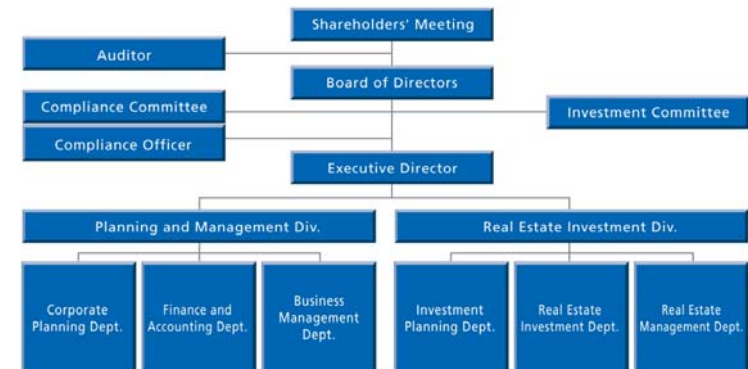 Shareholders' Meeting
Auditor
Board of Directors
Compliance Committee
Investment Committee
Compliance Officer
Executive Director
Planning and Management Div.
Real Estate Investment Div.
Corporate
Planning Dept.
Finance and
Accounting Dept.
Business
Management
Dept.
Investment
Planning Dept.
Real Estate
Investment Dept.
Real Estate
Management Dept.